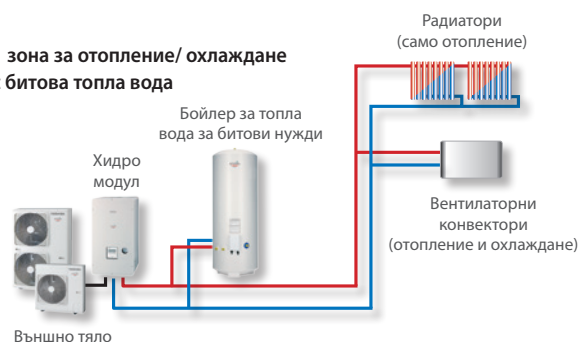 зона за отопление/ охлаждане
битова топла вода
Радиатори
(само отопление)
Бойлер за топла
вода за битови нужди
Хидро
модул
Вентилаторни
конвектори
(отопление и охлаждане)
Външно тяло